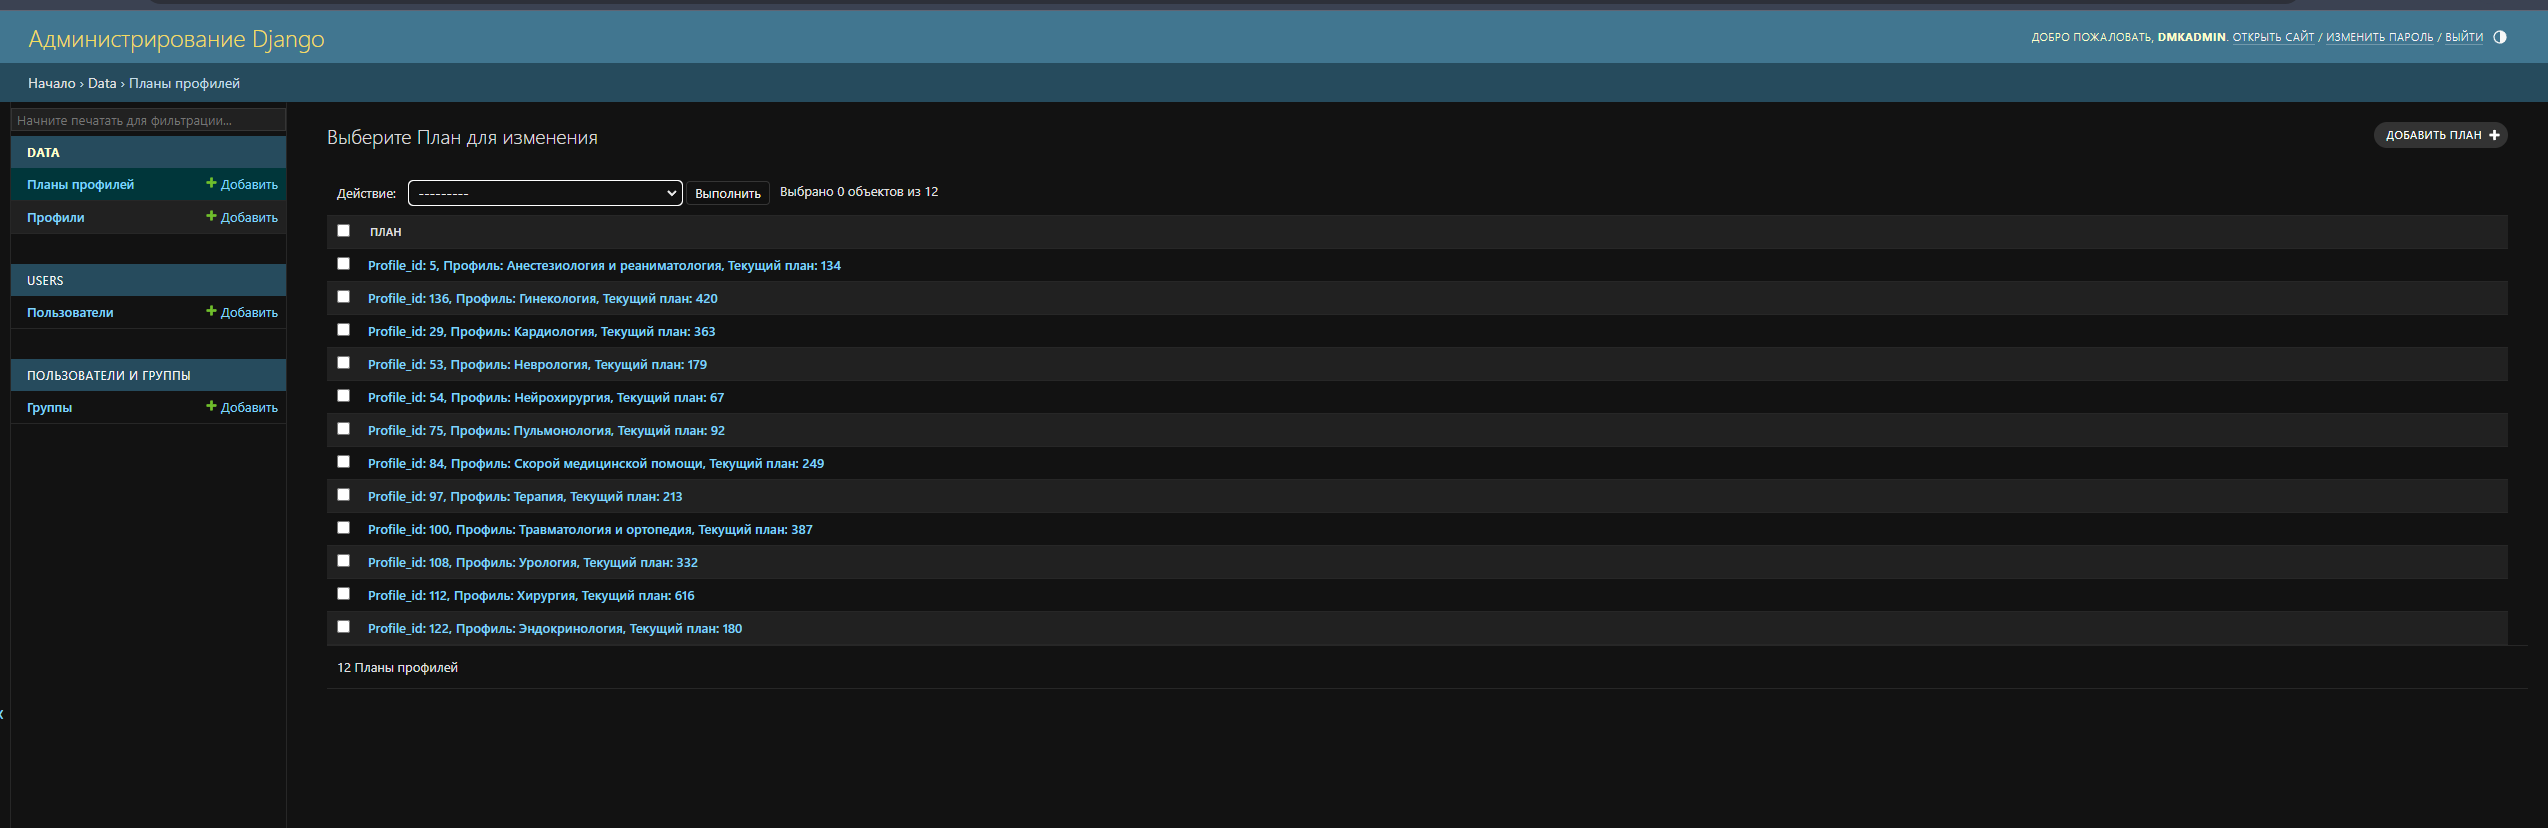 Администрирование Django
ДОБРО ПОЖАЛОВАТЬ, DMKADMIN. ОТКРЫТЬ САЙТ / ИЗМЕНИТЬ ПАРОЛЬ / ВЫЙТИ
Начало › Data › Планы профилей
Начните печатать для фильтрации...
DATA
Планы профилей + Добавить
Профили + Добавить
USERS
Пользователи + Добавить
ПОЛЬЗОВАТЕЛИ И ГРУППЫ
Группы + Добавить
Выберите План для изменения
ДОБАВИТЬ ПЛАН +
Действие: --------- Выполнить Выбрано 0 объектов из 12
ПЛАН
Profile_id: 5, Профиль: Анестезиология и реаниматология, Текущий план: 134
Profile_id: 136, Профиль: Гинекология, Текущий план: 420
Profile_id: 29, Профиль: Кардиология, Текущий план: 363
Profile_id: 53, Профиль: Неврология, Текущий план: 179
Profile_id: 54, Профиль: Нейрохирургия, Текущий план: 67
Profile_id: 75, Профиль: Пульмонология, Текущий план: 92
Profile_id: 84, Профиль: Скорой медицинской помощи, Текущий план: 249
Profile_id: 97, Профиль: Терапия, Текущий план: 213
Profile_id: 100, Профиль: Травматология и ортопедия, Текущий план: 387
Profile_id: 108, Профиль: Урология, Текущий план: 332
Profile_id: 112, Профиль: Хирургия, Текущий план: 616
Profile_id: 122, Профиль: Эндокринология, Текущий план: 180
12 Планы профилей